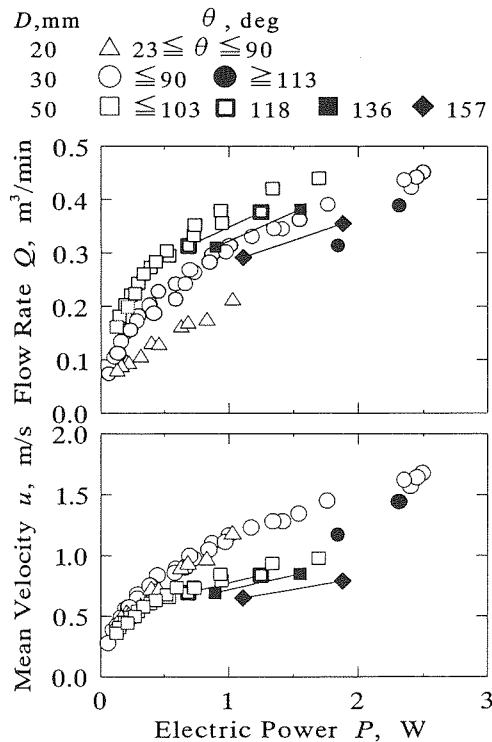 D,mm θ, deg
20 △ 23≦ θ ≦90
30 ○ ≦90 ● ≧113
50 □ ≦103 □ 118 ■ 136 ◆ 157
Flow Rate Q, m³/min
0.5
0.4
0.3
0.2
0.1
0.0
Mean Velocity u, m/s
2.0
1.5
1.0
0.5
0.0
0 1 2 3
Electric Power P, W